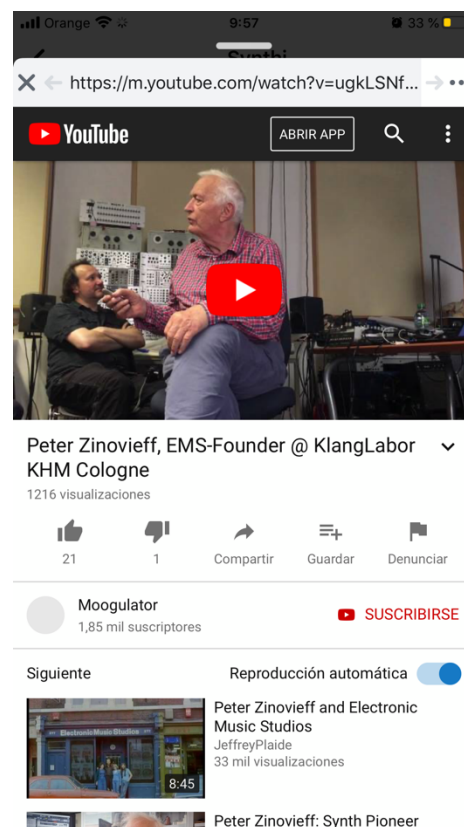 Orange
9:57
33 %
Synthi
https://m.youtube.com/watch?v=ugkLSNf...
YouTube
ABRIR APP
Peter Zinovieff, EMS-Founder @ KlangLabor
KHM Cologne
1216 visualizaciones
21
1
Compartir
Guardar
Denunciar
Moogulator
1,85 mil suscriptores
SUSCRIBIRSE
Siguiente
Reproducción automática
Electronic Music Studios
8:45
Peter Zinovieff and Electronic
Music Studios
JeffreyPlaide
33 mil visualizaciones
Peter Zinovieff: Synth Pioneer